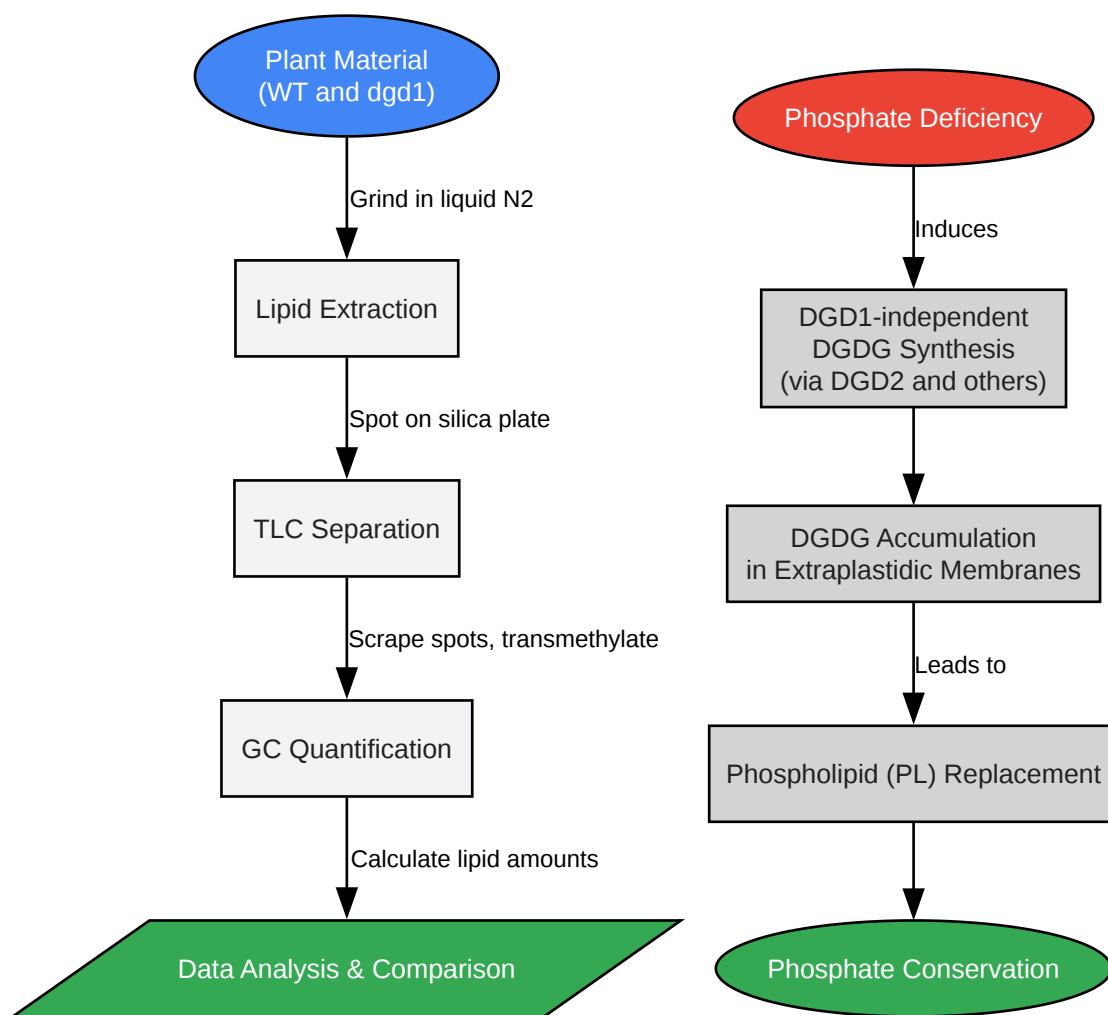 Plant Material
(WT and dgd1)
Grind in liquid N2
Lipid Extraction
Spot on silica plate
TLC Separation
Scrape spots, transmethylate
GC Quantification
Calculate lipid amounts
Data Analysis & Comparison
Phosphate Deficiency
Induces
DGD1-independent
DGDG Synthesis
(via DGD2 and others)
DGDG Accumulation
in Extraplastidic Membranes
Leads to
Phospholipid (PL) Replacement
Phosphate Conservation